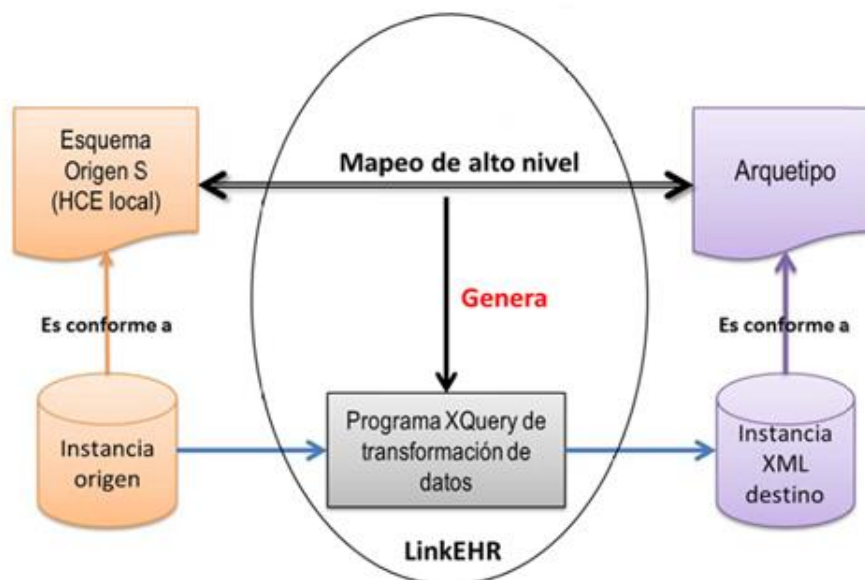 Esquema
Origen S
(HCE local)
Mapeo de alto nivel
Arquetipo
Genera
Es conforme a
Es conforme a
Instancia
origen
Programa XQuery de
transformación de
datos
Instancia
XML
destino
LinkEHR